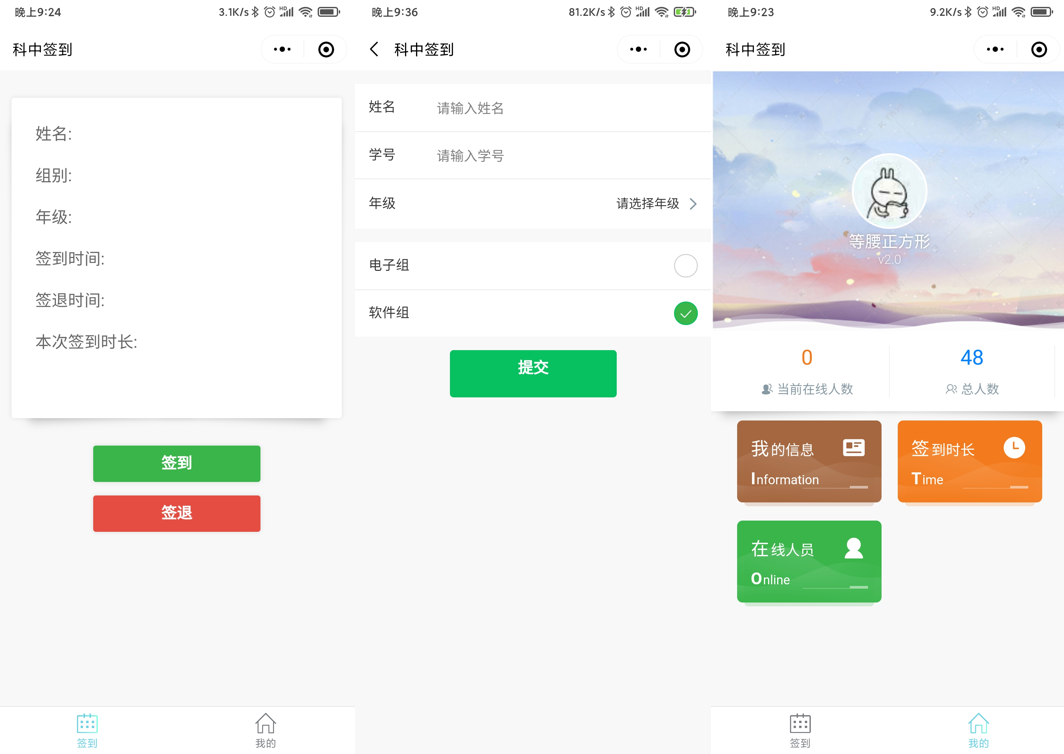 晚上9:24
3.1K/s
HD
科中签到
姓名:
组别:
年级:
签到时间:
签退时间:
本次签到时长:
签到
签退
签到
我的
晚上9:36
81.2K/s
HD
科中签到
姓名 请输入姓名
学号 请输入学号
年级 请选择年级
电子组
软件组
提交
晚上9:23
9.2K/s
HD
科中签到
等腰正方形
v2.0
0
当前在线人数
48
总人数
我的信息
Information
签到时长
Time
在线人员
Online
签到
我的